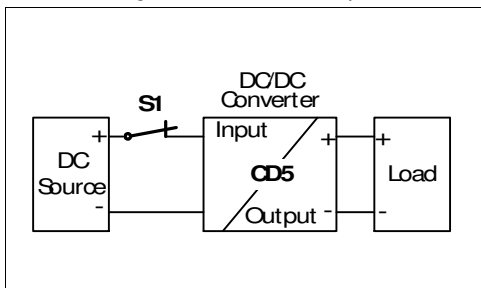 DC/DC
Converter
S1
+ Input + +
DC
Source
CD5
Load
- Output - -